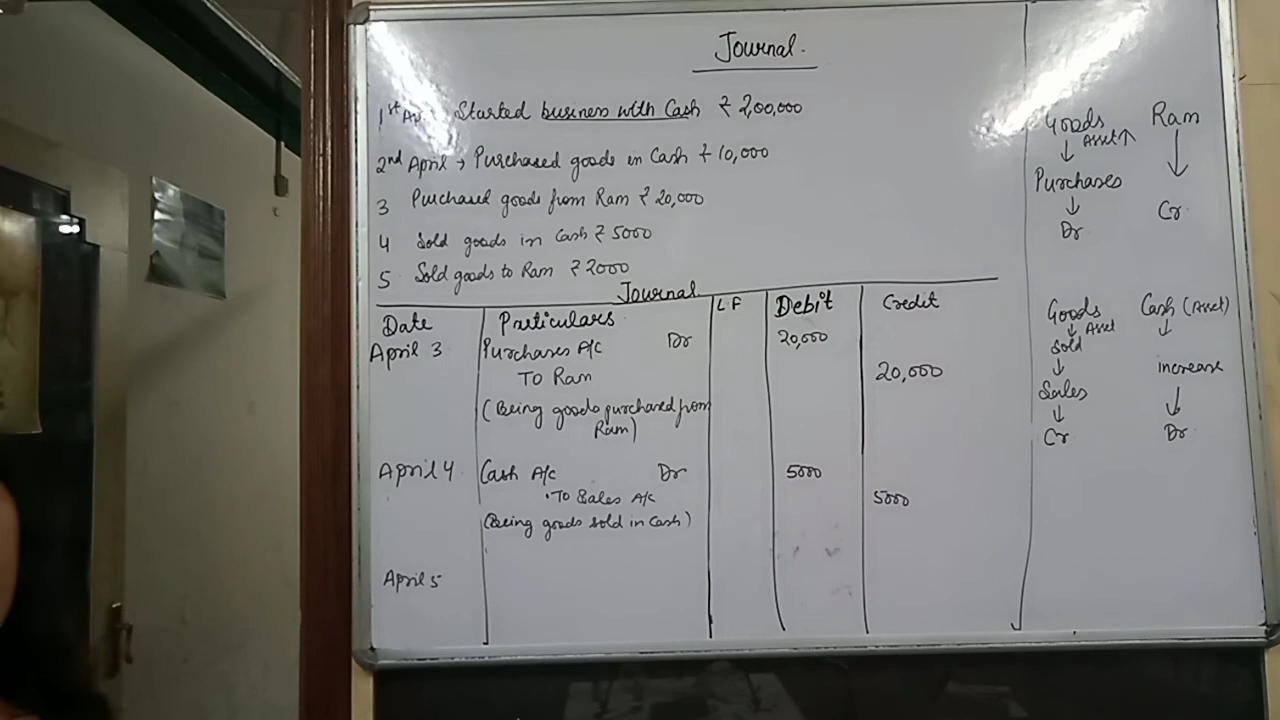 Journal.
1st Ap Started business with Cash ₹ 2,00,000
2nd April → Purchased goods in Cash ₹ 10,000
3 Purchased goods from Ram ₹ 20,000
4 Sold goods in Cash ₹ 5000
5 Sold goods to Ram ₹ 2000
Journal
Date Particulars LF Debit Credit
April 3 Purchases A/c Dr 20,000
To Ram 20,000
(Being goods purchased from
Ram)
April 4 Cash A/c Dr 5000
To Sales A/c 5000
(Being goods sold in Cash)
April 5
Goods Ram
Asset ↑
↓ ↓
Purchases
↓
Dr Cr
Goods Cash (Asset)
↓ Asset ↓
Sold
↓ increase
Sales
↓ ↓
Cr Dr